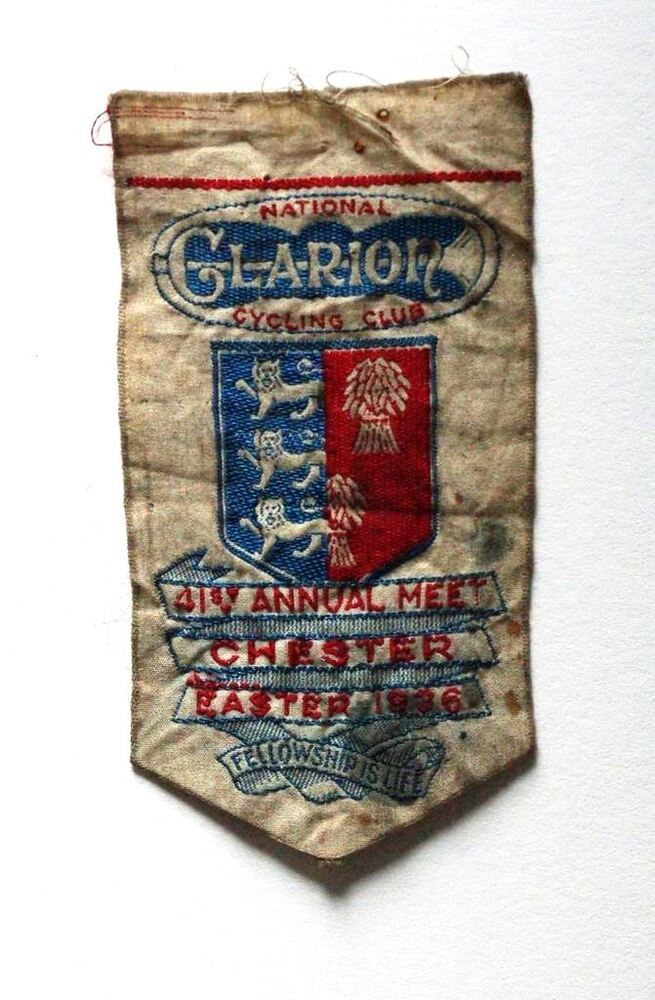 NATIONAL
CLARION
CYCLING CLUB
41ST ANNUAL MEET
CHESTER
EASTER 1936
FELLOWSHIP IS LIFE